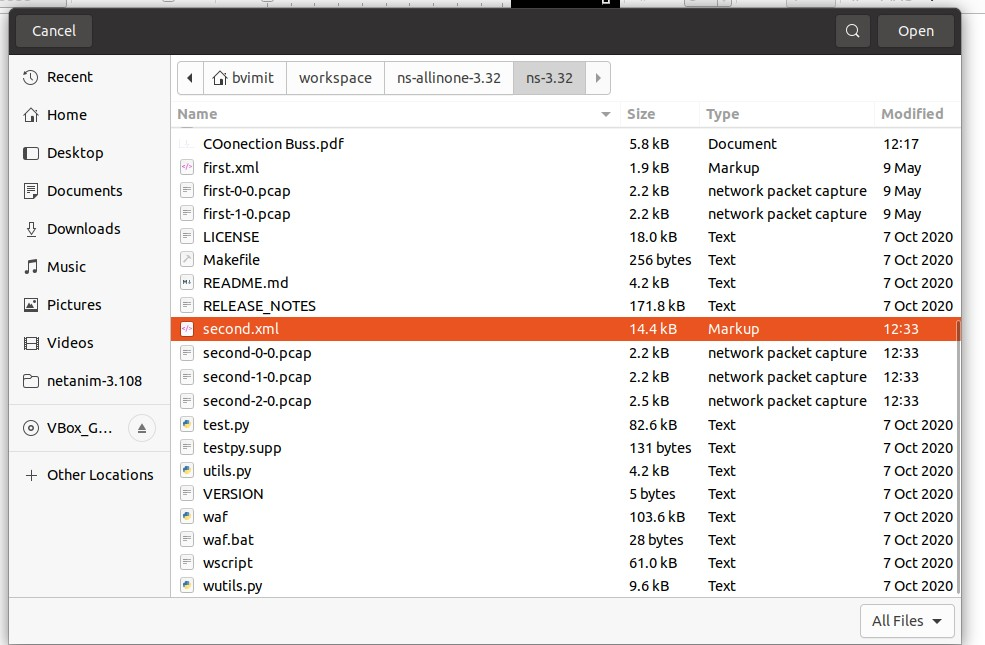 Cancel Open
Recent
Home
Desktop
Documents
Downloads
Music
Pictures
Videos
netanim-3.108
VBox_G...
Other Locations
bvimit workspace ns-allinone-3.32 ns-3.32
Name Size Type Modified
COonection Buss.pdf 5.8 kB Document 12:17
first.xml 1.9 kB Markup 9 May
first-0-0.pcap 2.2 kB network packet capture 9 May
first-1-0.pcap 2.2 kB network packet capture 9 May
LICENSE 18.0 kB Text 7 Oct 2020
Makefile 256 bytes Text 7 Oct 2020
README.md 4.2 kB Text 7 Oct 2020
RELEASE_NOTES 171.8 kB Text 7 Oct 2020
second.xml 14.4 kB Markup 12:33
second-0-0.pcap 2.2 kB network packet capture 12:33
second-1-0.pcap 2.2 kB network packet capture 12:33
second-2-0.pcap 2.5 kB network packet capture 12:33
test.py 82.6 kB Text 7 Oct 2020
testpy.supp 131 bytes Text 7 Oct 2020
utils.py 4.2 kB Text 7 Oct 2020
VERSION 5 bytes Text 7 Oct 2020
waf 103.6 kB Text 7 Oct 2020
waf.bat 28 bytes Text 7 Oct 2020
wscript 61.0 kB Text 7 Oct 2020
wutils.py 9.6 kB Text 7 Oct 2020
All Files